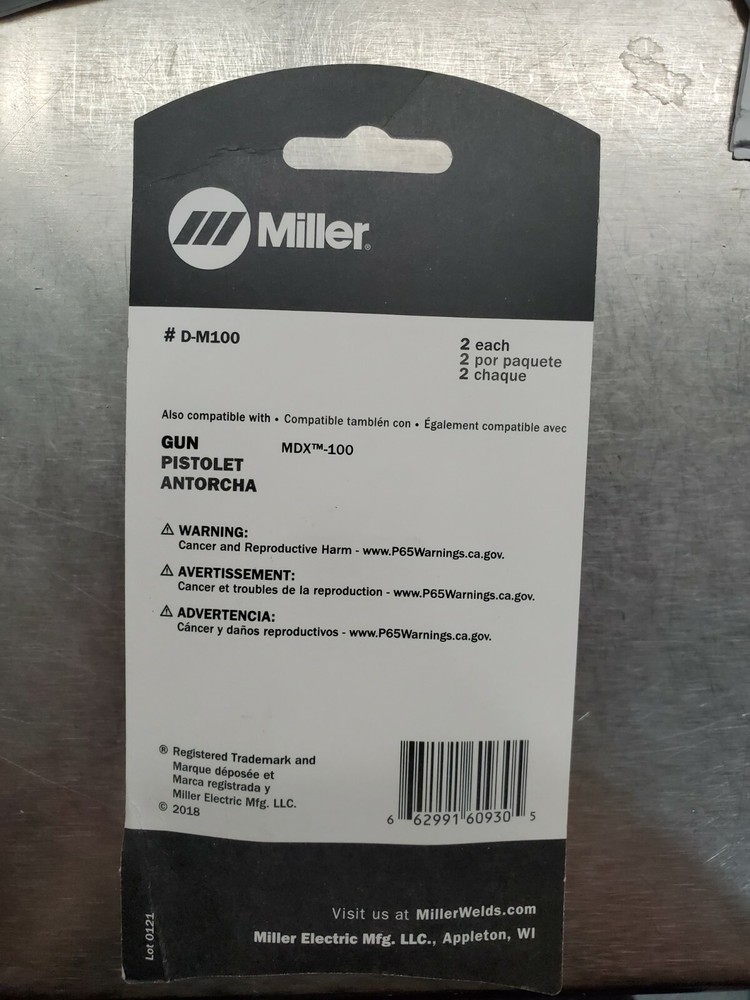 Miller®
# D-M100
2 each
2 por paquete
2 chaque
Also compatible with • Compatible también con • Également compatible avec
GUN
PISTOLET
ANTORCHA
MDX™-100
⚠ WARNING:
Cancer and Reproductive Harm - www.P65Warnings.ca.gov.
⚠ AVERTISSEMENT:
Cancer et troubles de la reproduction - www.P65Warnings.ca.gov.
⚠ ADVERTENCIA:
Cáncer y daños reproductivos - www.P65Warnings.ca.gov.
® Registered Trademark and
Marque déposée et
Marca registrada y
Miller Electric Mfg. LLC.
© 2018
6 62991 60930 5
Lot 0121
Visit us at MillerWelds.com
Miller Electric Mfg. LLC., Appleton, WI